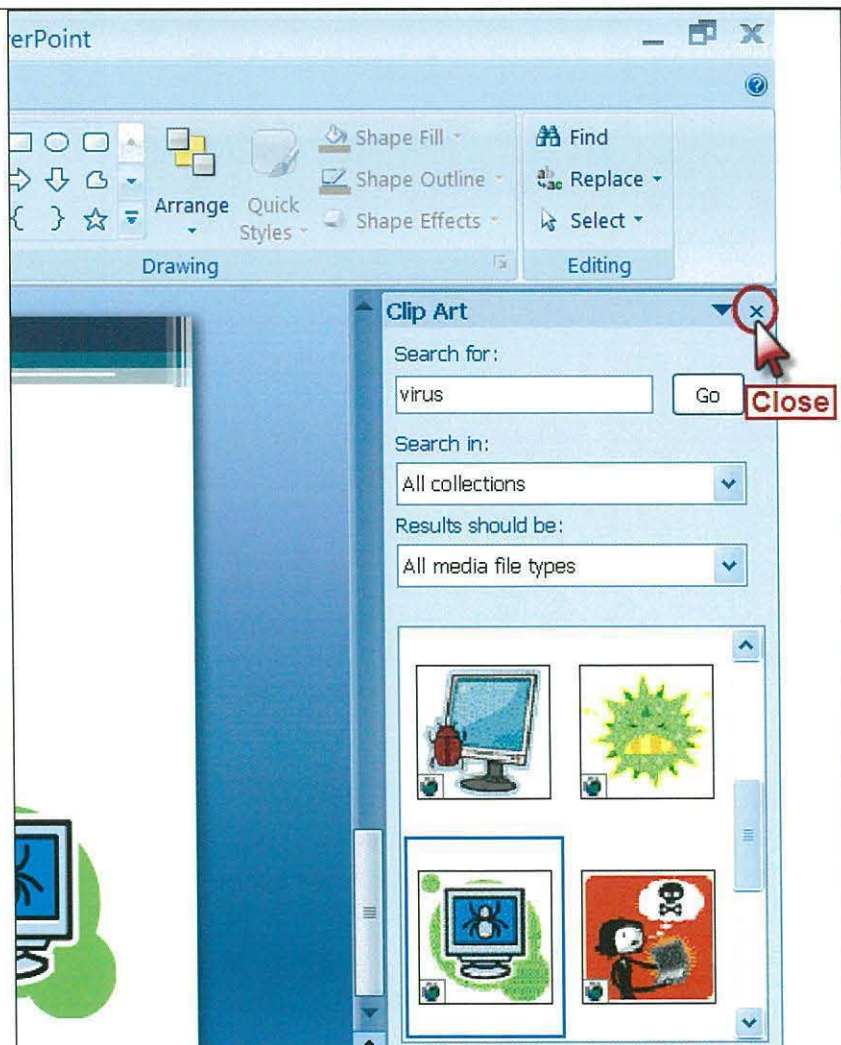 erPoint
Shape Fill
Shape Outline
Shape Effects
Arrange
Quick
Styles
Drawing
Find
Replace
Select
Editing
Clip Art
Search for:
virus
Go
Close
Search in:
All collections
Results should be:
All media file types